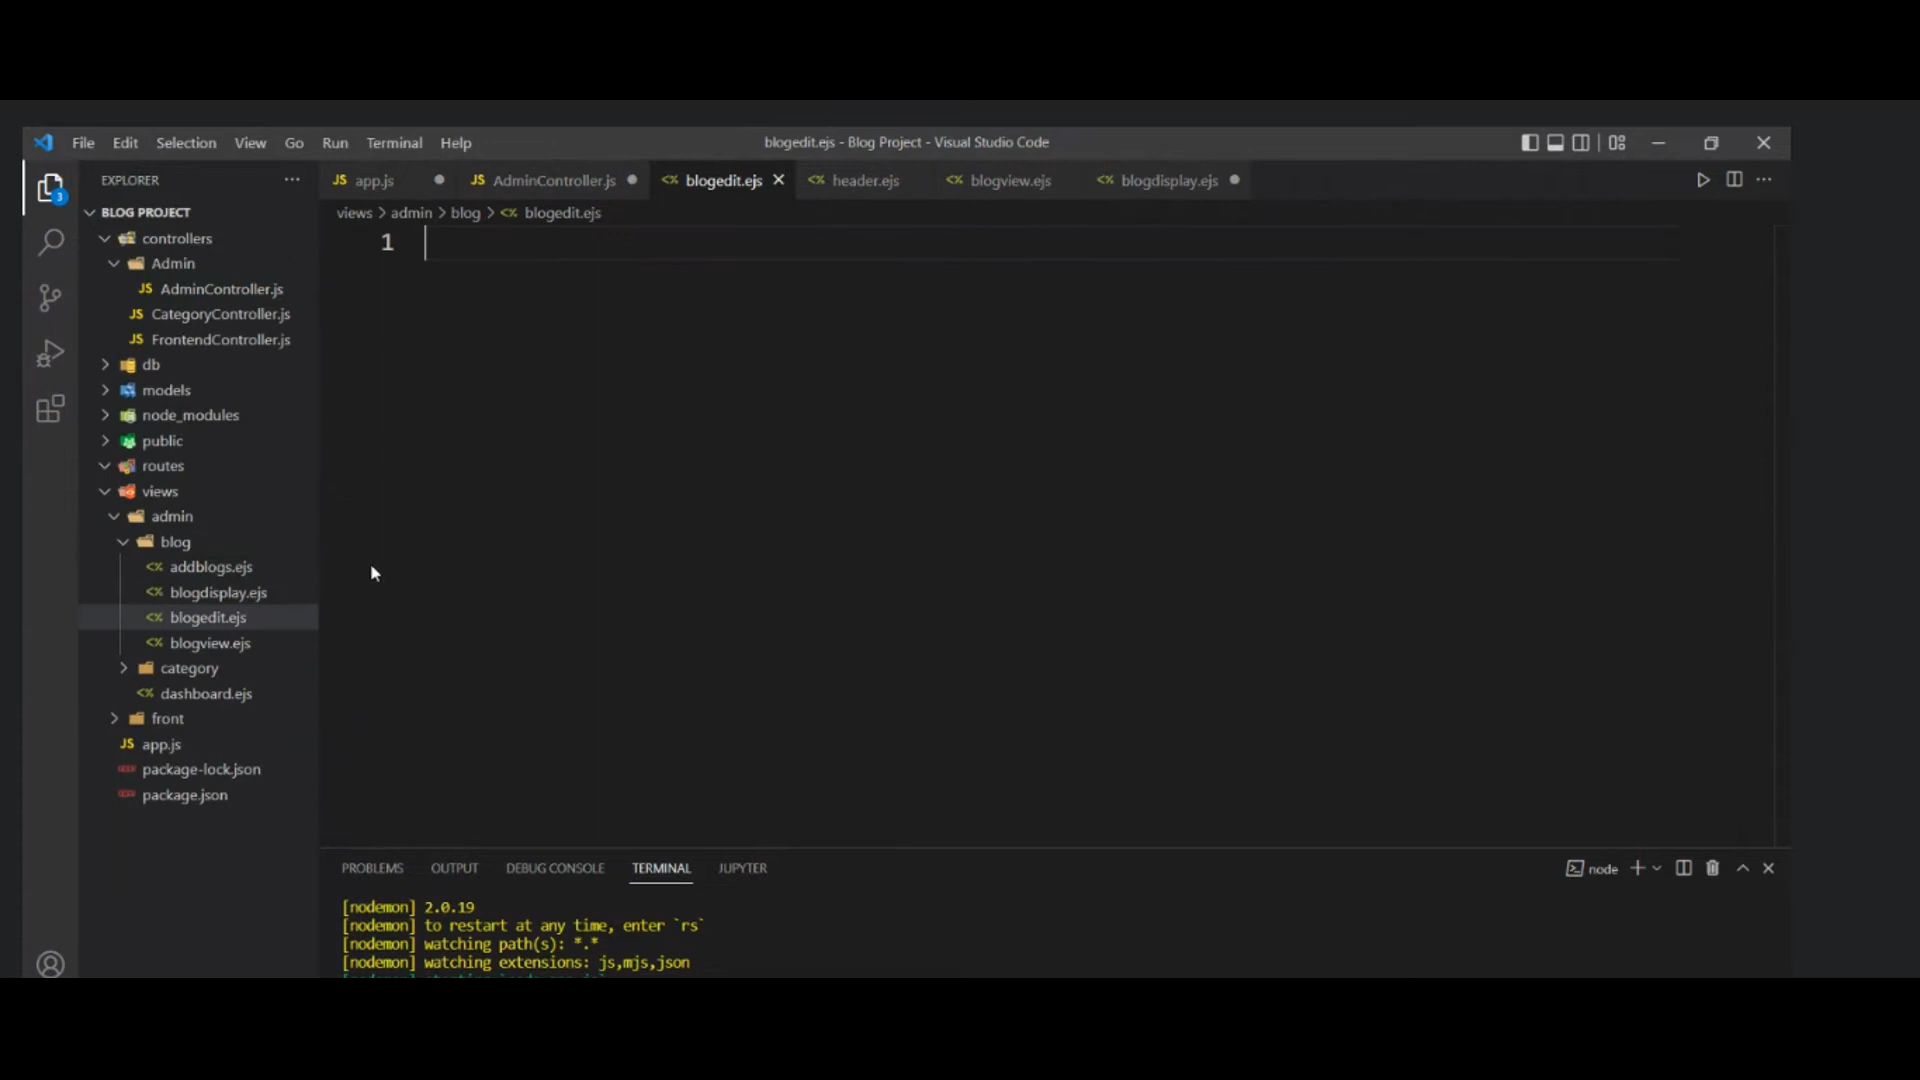 File Edit Selection View Go Run Terminal Help
blogedit.ejs - Blog Project - Visual Studio Code
EXPLORER
JS app.js
JS AdminController.js
<% blogedit.ejs
<% header.ejs
<% blogview.ejs
<% blogdisplay.ejs
3
BLOG PROJECT
views > admin > blog > <% blogedit.ejs
1
controllers
Admin
JS AdminController.js
JS CategoryController.js
JS FrontendController.js
db
models
node_modules
public
routes
views
admin
blog
<% addblogs.ejs
<% blogdisplay.ejs
<% blogedit.ejs
<% blogview.ejs
category
<% dashboard.ejs
front
JS app.js
package-lock.json
package.json
PROBLEMS OUTPUT DEBUG CONSOLE TERMINAL JUPYTER
node
[nodemon] 2.0.19
[nodemon] to restart at any time, enter `rs`
[nodemon] watching path(s): *.*
[nodemon] watching extensions: js,mjs,json